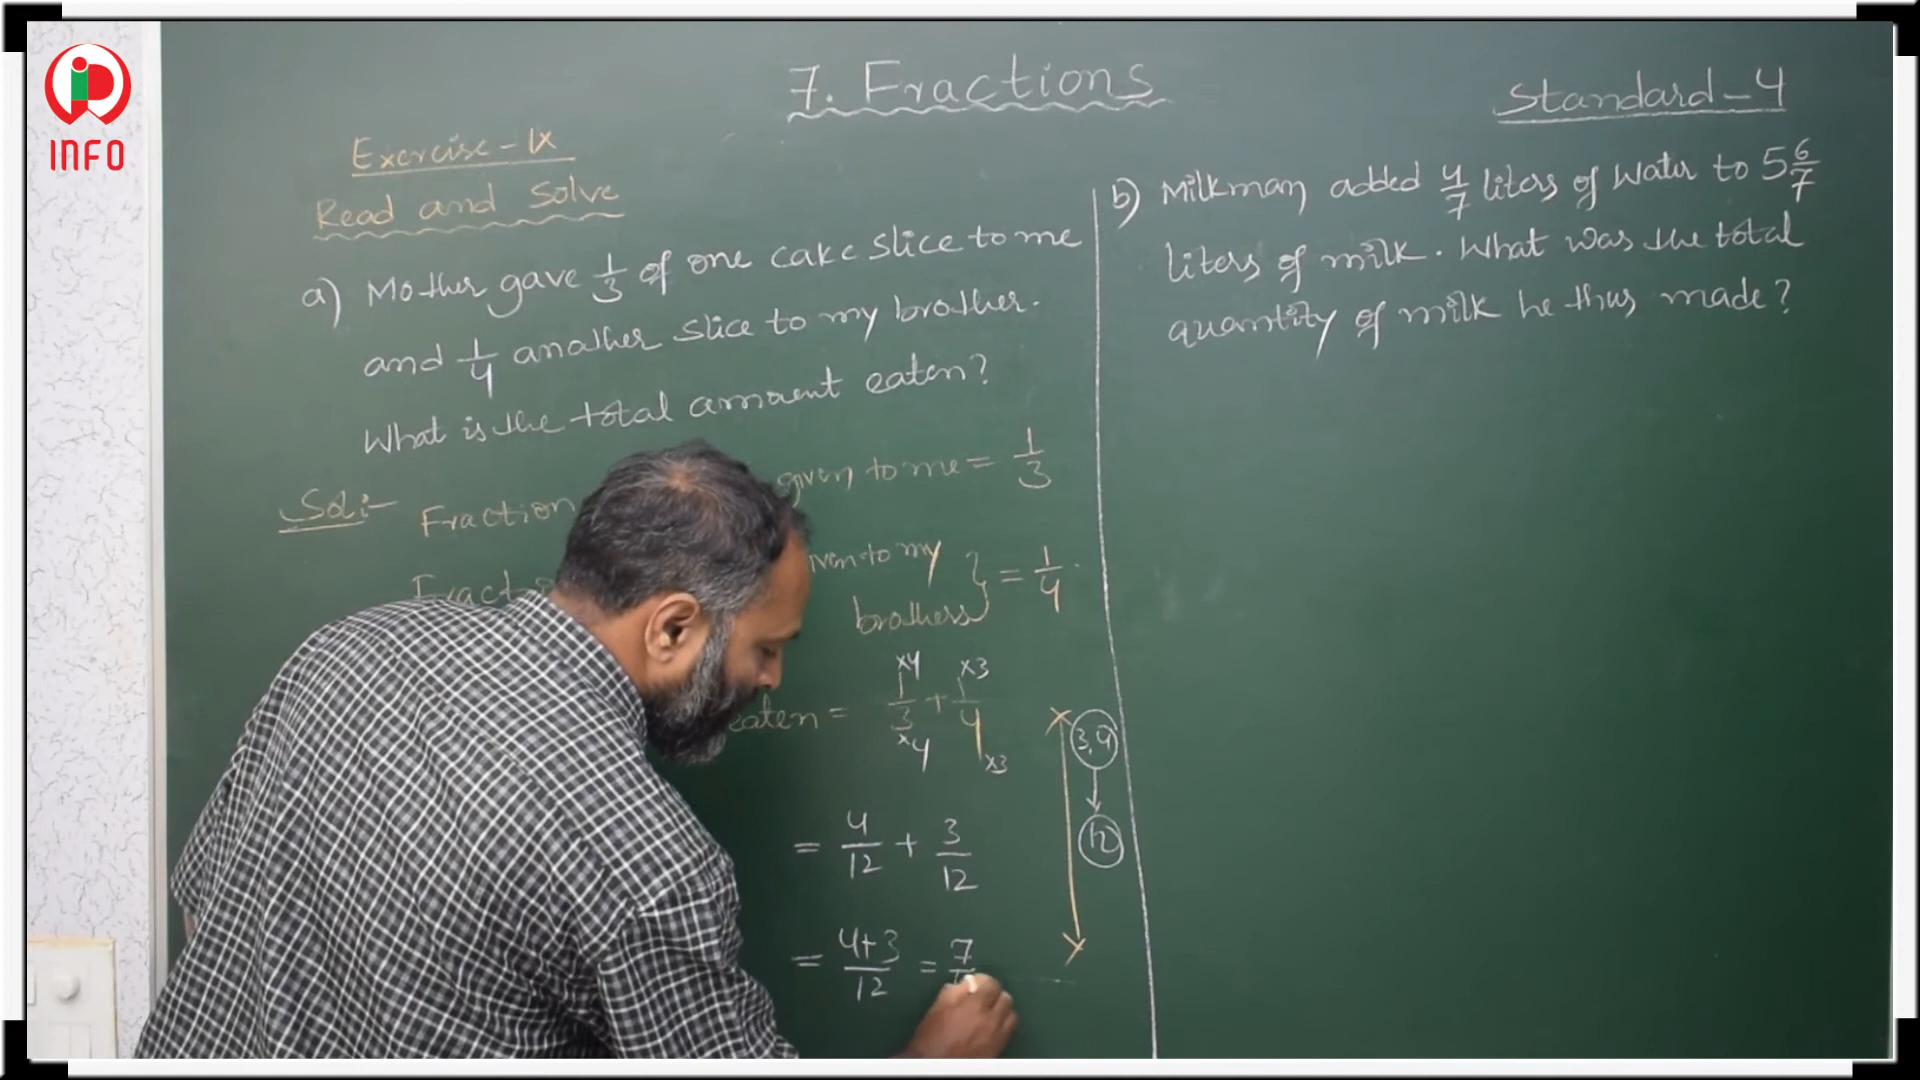 INFO
7. Fractions
Standard-4
Exercise-IX
Read and Solve
a) Mother gave 1/3 of one cake slice to me
and 1/4 another slice to my brother.
What is the total amount eaten?
Sol:- Fraction given to me = 1/3
to my
brothers } = 1/4
eaten = 1/3 + 1/4
×4 ×3
×4 ×3
3,4
12
= 4/12 + 3/12
= 4+3/12 = 7
b) Milkman added 4/7 liters of water to 5 6/7
liters of milk. What was the total
quantity of milk he thus made?